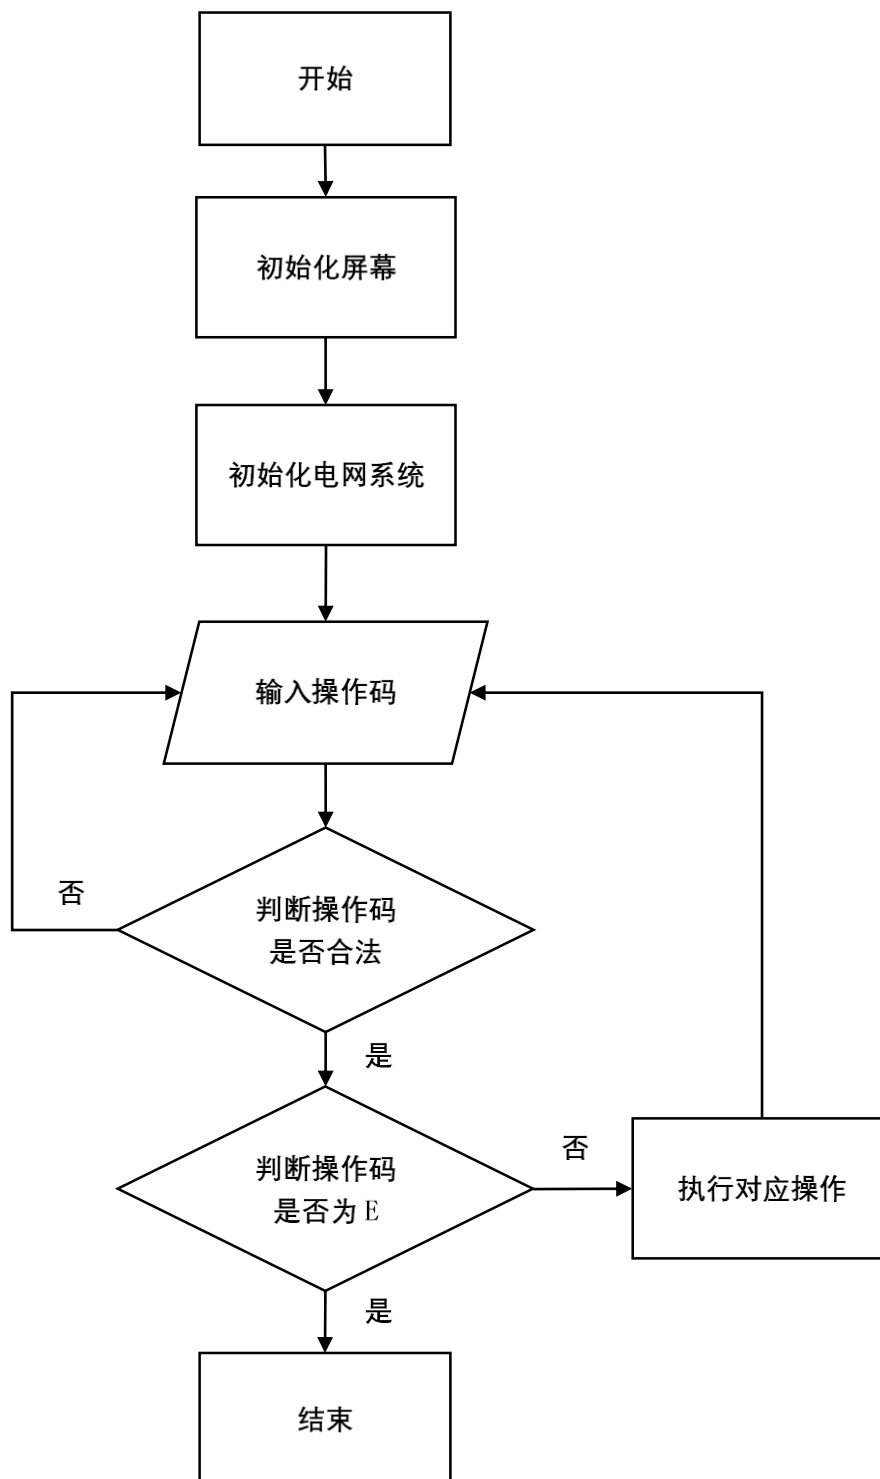 开始
初始化屏幕
初始化电网系统
输入操作码
否
判断操作码
是否合法
是
判断操作码
是否为 E
否
执行对应操作
是
结束